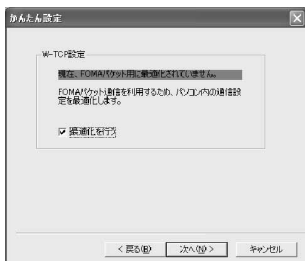 かんたん設定
W-TCP設定
現在、FOMAパケット用に最適化されていません。
FOMAパケット通信を利用するため、パソコン内の通信設
定を最適化します。
最適化を行う
< 戻る(B)
次へ(N) >
キャンセル